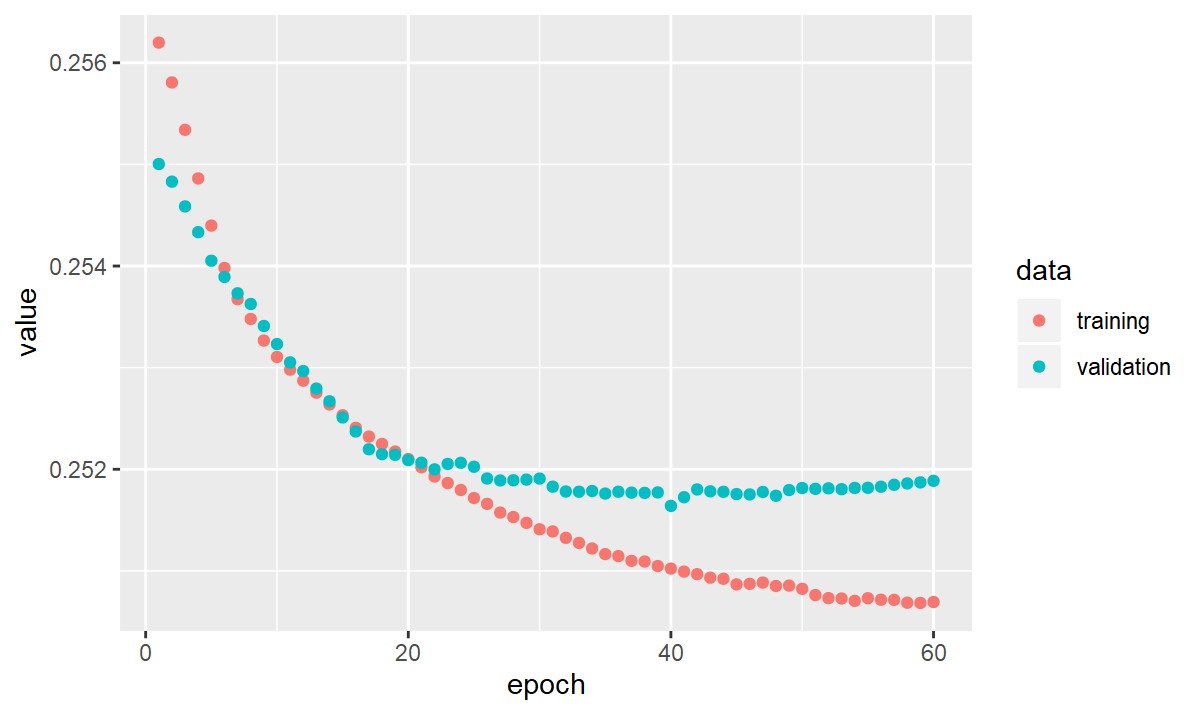 0.256
0.254
0.252
value
0 20 40 60
epoch
data
training
validation